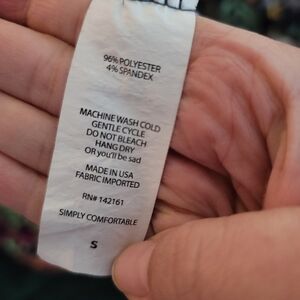 96% POLYESTER
4% SPANDEX
MACHINE WASH COLD
GENTLE CYCLE
DO NOT BLEACH
HANG DRY
OR you'll be sad
MADE IN USA
FABRIC IMPORTED
RN# 142161
SIMPLY COMFORTABLE
S